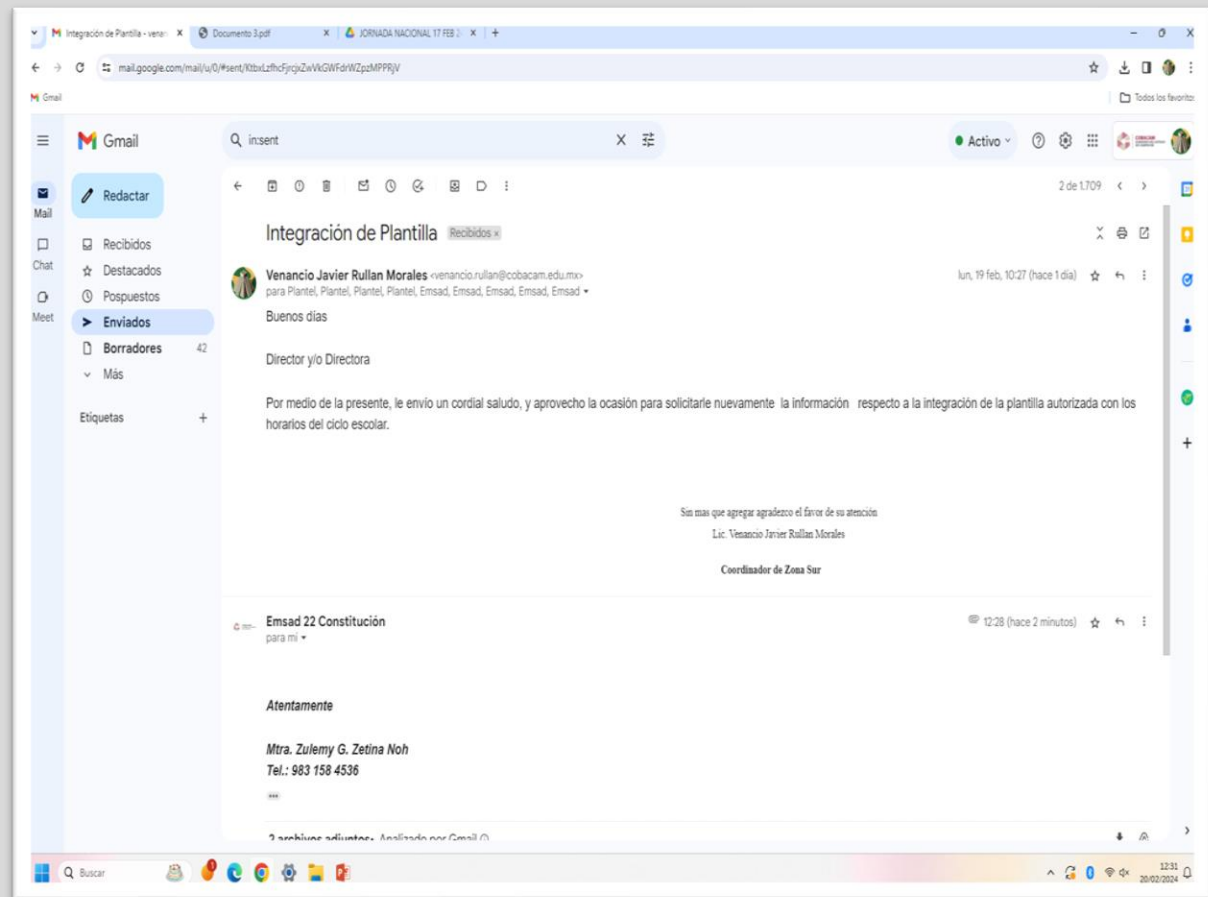 Integración de Plantilla - vena
Documento 3.pdf
JORNADA NACIONAL 17 FEB 2
mail.google.com/mail/u/0/#sent/KtbxLzfhcFjrcjxZwVkGWFdrWZpzMPPRjV
Gmail
Todos los favoritos
Gmail
in:sent
Activo
Redactar
2 de 1.709
Mail
Chat
Meet
Recibidos
Destacados
Pospuestos
Enviados
Borradores 42
Más
Etiquetas +
Integración de Plantilla Recibidos x
Venancio Javier Rullan Morales <venancio.rullan@cobacam.edu.mx>
lun, 19 feb, 10:27 (hace 1 día)
para Plantel, Plantel, Plantel, Plantel, Emsad, Emsad, Emsad, Emsad, Emsad
Buenos días
Director y/o Directora
Por medio de la presente, le envío un cordial saludo, y aprovecho la ocasión para solicitarle nuevamente la información respecto a la integración de la plantilla autorizada con los
horarios del ciclo escolar.
Sin mas que agregar agradezco el favor de su atención
Lic. Venancio Javier Rullan Morales
Coordinador de Zona Sur
Emsad 22 Constitución
12:28 (hace 2 minutos)
para mí
Atentamente
Mtra. Zulemy G. Zetina Noh
Tel.: 983 158 4536
2 archivos adjuntos• Analizado por Gmail
Buscar
12:31
20/02/2024